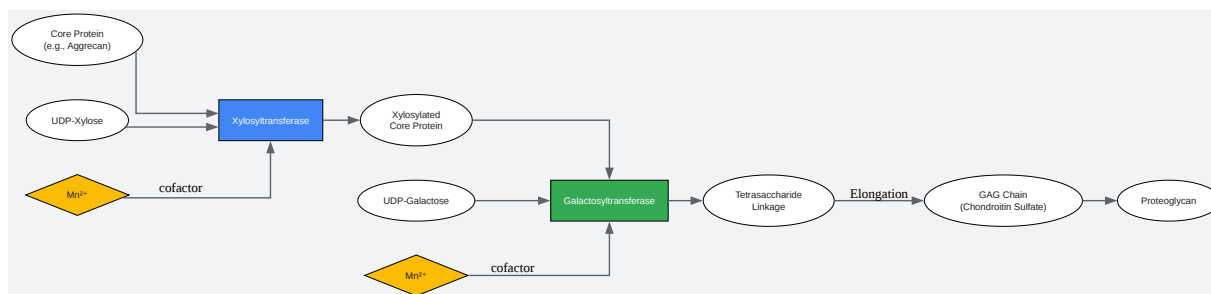 Core Protein
(e.g., Aggrecan)
UDP-Xylose
Mn²⁺
cofactor
Xylosyltransferase
Xylosylated
Core Protein
UDP-Galactose
Mn²⁺
cofactor
Galactosyltransferase
Tetrasaccharide
Linkage
Elongation
GAG Chain
(Chondroitin Sulfate)
Proteoglycan